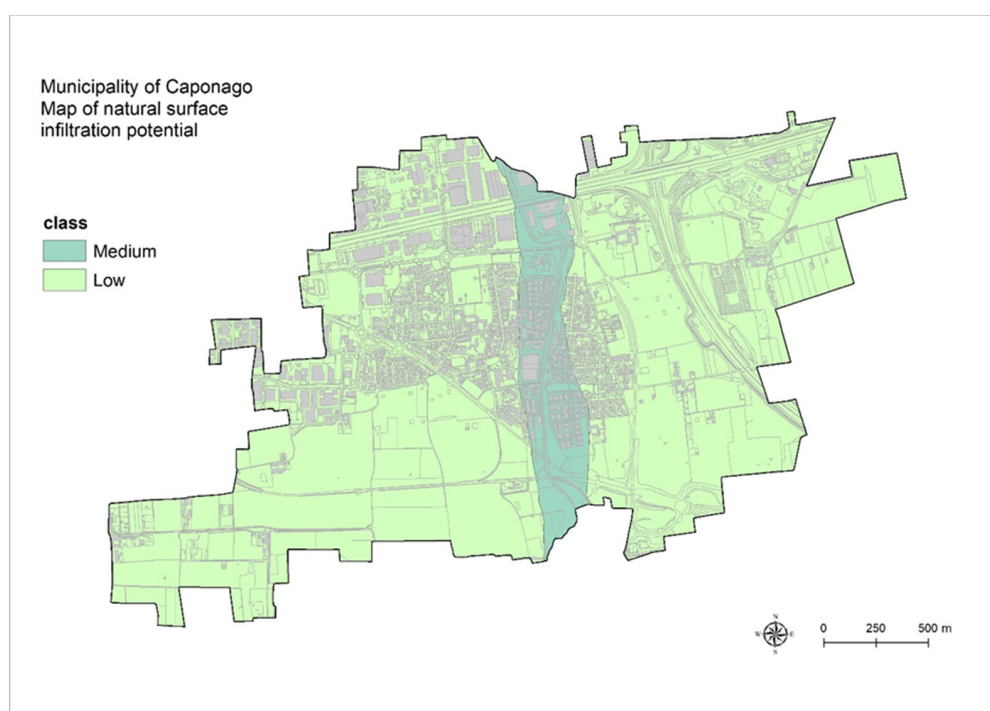 Municipality of Caponago
Map of natural surface
infiltration potential
class
Medium
Low
N
W E
S
0 250 500 m